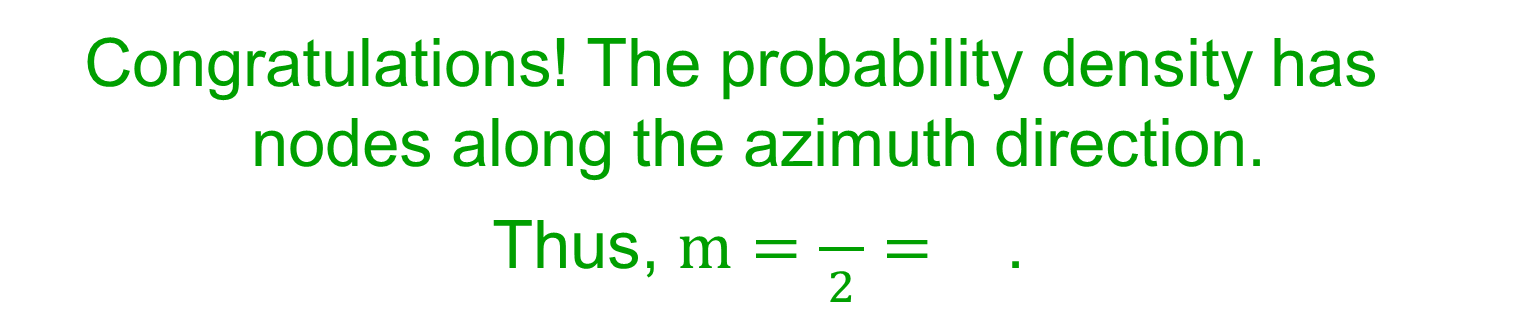 Congratulations! The probability density has
nodes along the azimuth direction.
Thus, m = —/2 = .